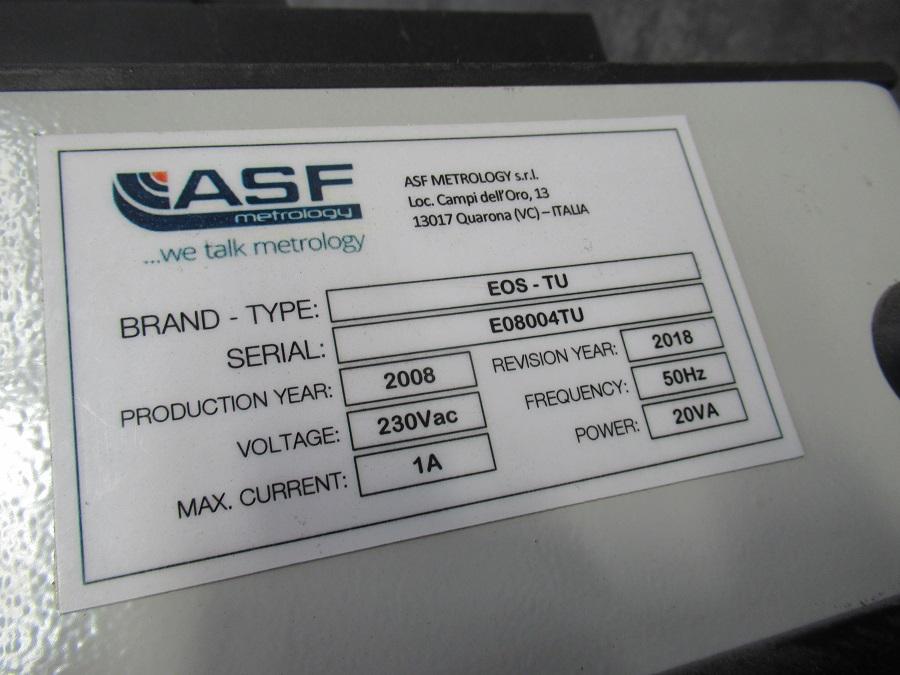 ASF
metrology
...we talk metrology
ASF METROLOGY s.r.l.
Loc. Campi dell'Oro, 13
13017 Quarona (VC) – ITALIA
BRAND - TYPE: EOS - TU
SERIAL: E08004TU
PRODUCTION YEAR: 2008 REVISION YEAR: 2018
VOLTAGE: 230Vac FREQUENCY: 50Hz
MAX. CURRENT: 1A POWER: 20VA